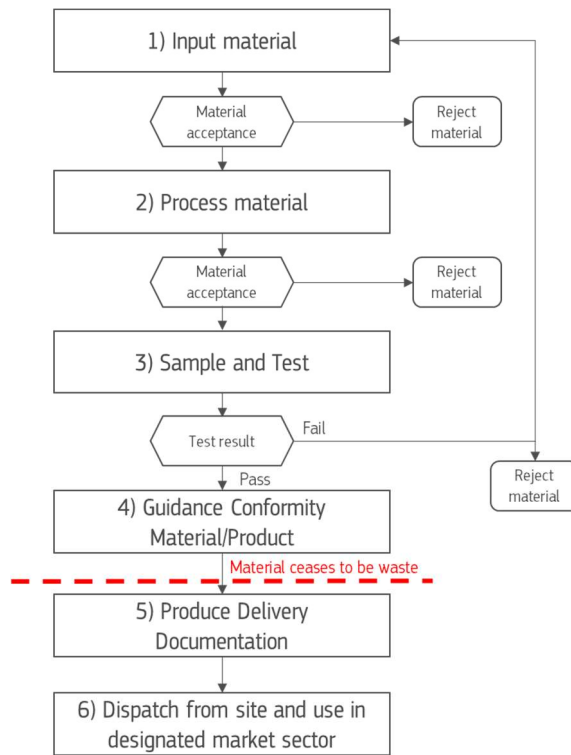 1) Input material
Material
acceptance
Reject
material
2) Process material
Material
acceptance
Reject
material
3) Sample and Test
Test result
Fail
Pass
Reject
material
4) Guidance Conformity
Material/Product
Material ceases to be waste
5) Produce Delivery
Documentation
6) Dispatch from site and use in
designated market sector